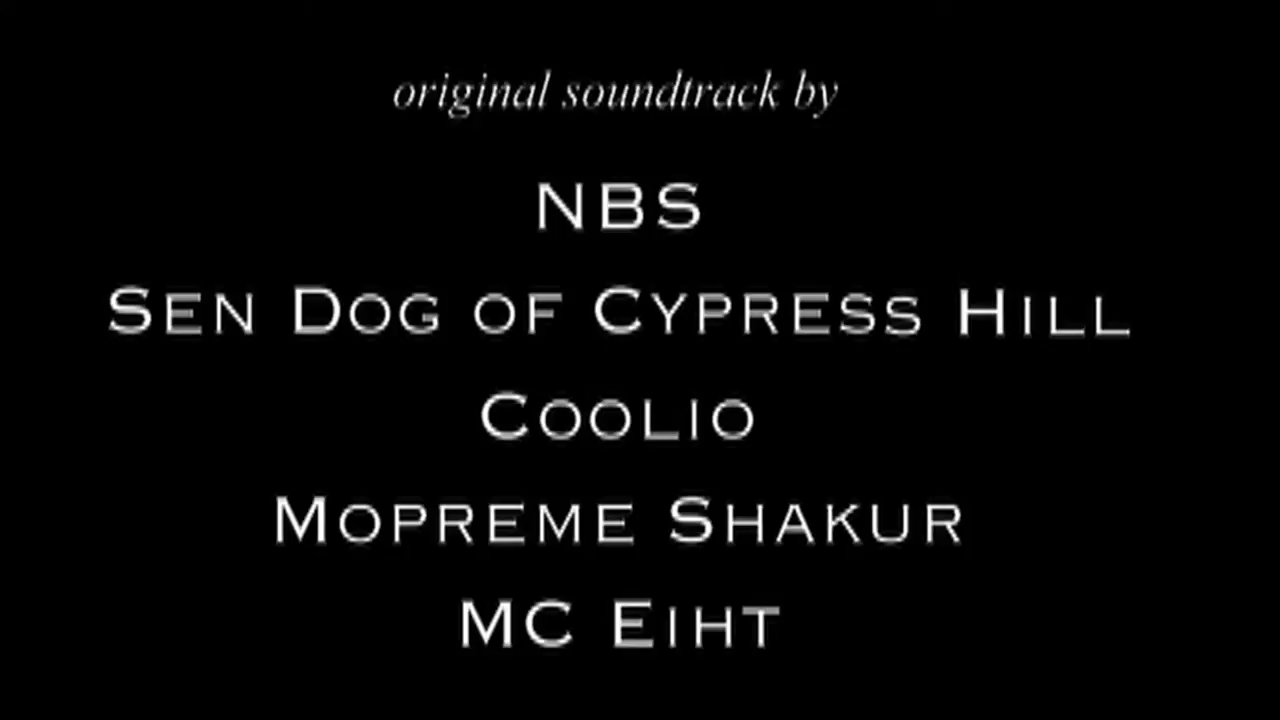 original soundtrack by
NBS
Sen Dog of Cypress Hill
Coolio
Mopreme Shakur
MC Eiht